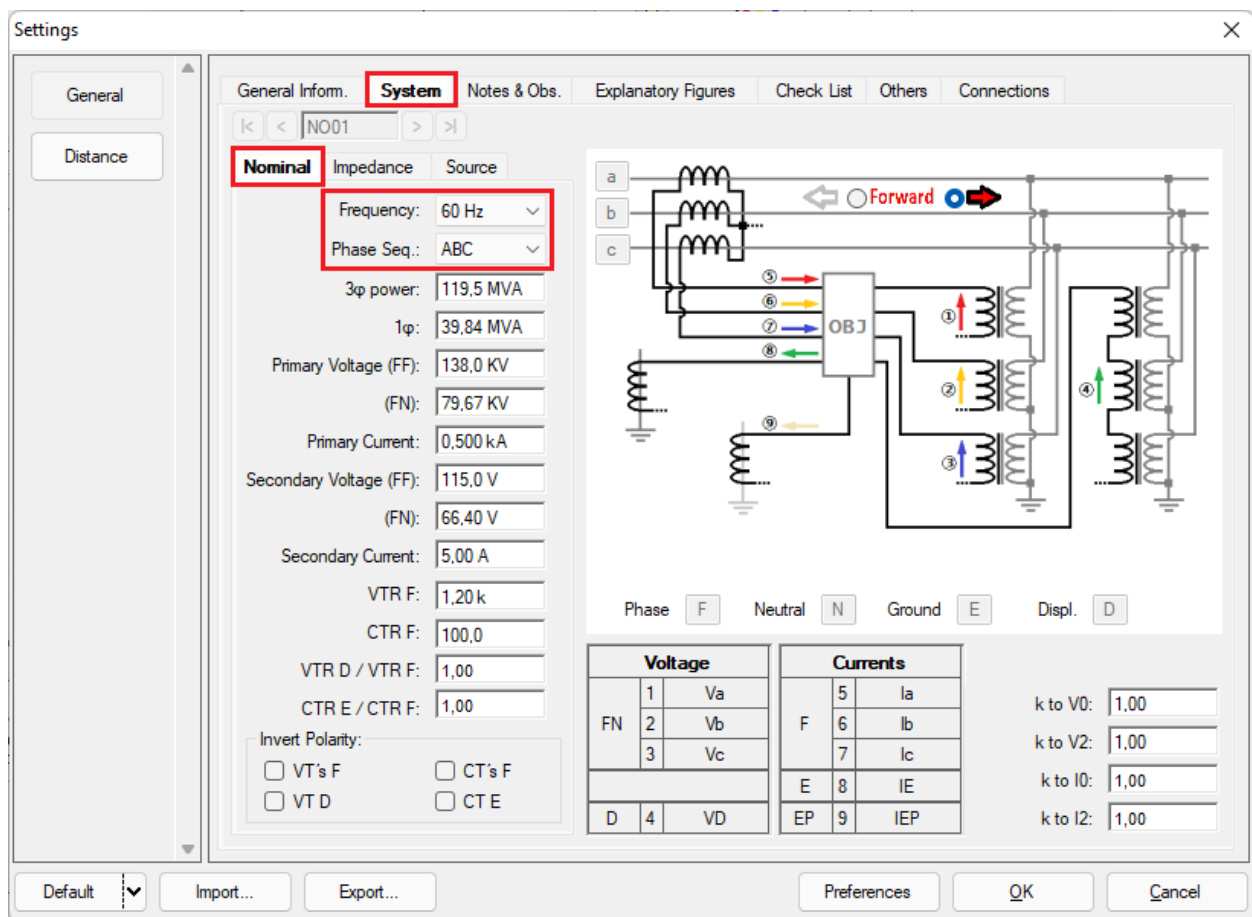 Settings
General
Distance
General Inform. System Notes & Obs. Explanatory Figures Check List Others Connections
|< < NO01 > >|
Nominal Impedance Source
Frequency: 60 Hz
Phase Seq.: ABC
3φ power: 119,5 MVA
1φ: 39,84 MVA
Primary Voltage (FF): 138,0 KV
(FN): 79,67 KV
Primary Current: 0,500 kA
Secondary Voltage (FF): 115,0 V
(FN): 66,40 V
Secondary Current: 5,00 A
VTR F: 1,20 k
CTR F: 100,0
VTR D / VTR F: 1,00
CTR E / CTR F: 1,00
Invert Polarity:
VT's F CT's F
VT D CT E
a
b
c
Forward
⑤
⑥
⑦
⑧
OBJ
①
②
③
④
⑨
Phase F Neutral N Ground E Displ. D
Voltage
FN 1 Va
2 Vb
3 Vc
D 4 VD
Currents
F 5 Ia
6 Ib
7 Ic
E 8 IE
EP 9 IEP
k to V0: 1,00
k to V2: 1,00
k to I0: 1,00
k to I2: 1,00
Default Import... Export... Preferences OK Cancel